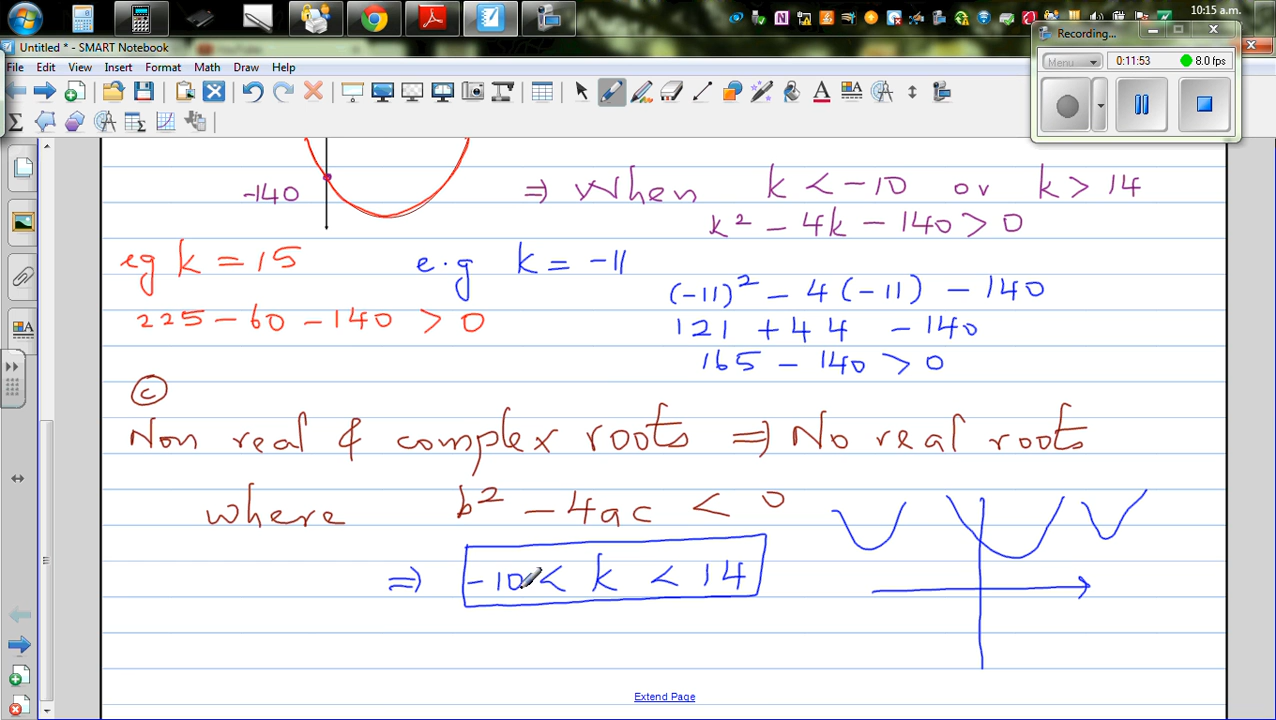 10:15 a.m.
Untitled * - SMART Notebook
Recording...
File Edit View Insert Format Math Draw Help
Menu 0:11:53 8.0 fps
-140 ⇒ When k < -10 or k > 14
k² - 4k - 140 > 0
eg k = 15 e.g k = -11
(-11)² - 4(-11) - 140
225 - 60 - 140 > 0 121 + 44 - 140
165 - 140 > 0
(c)
Non real & complex roots ⇒ No real roots
where b² - 4ac < 0
⇒ -10 < k < 14
Extend Page